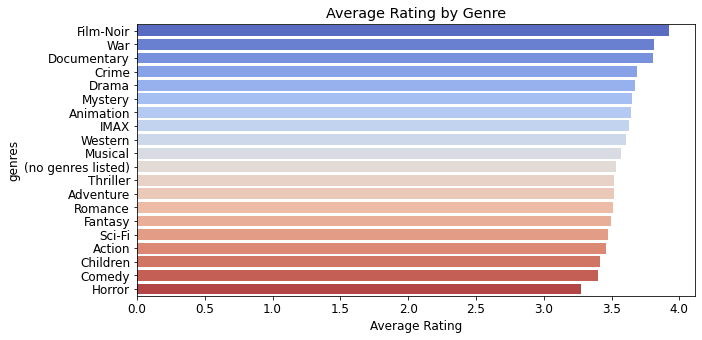 Average Rating by Genre
genres
Film-Noir
War
Documentary
Crime
Drama
Mystery
Animation
IMAX
Western
Musical
(no genres listed)
Thriller
Adventure
Romance
Fantasy
Sci-Fi
Action
Children
Comedy
Horror
0.0 0.5 1.0 1.5 2.0 2.5 3.0 3.5 4.0
Average Rating